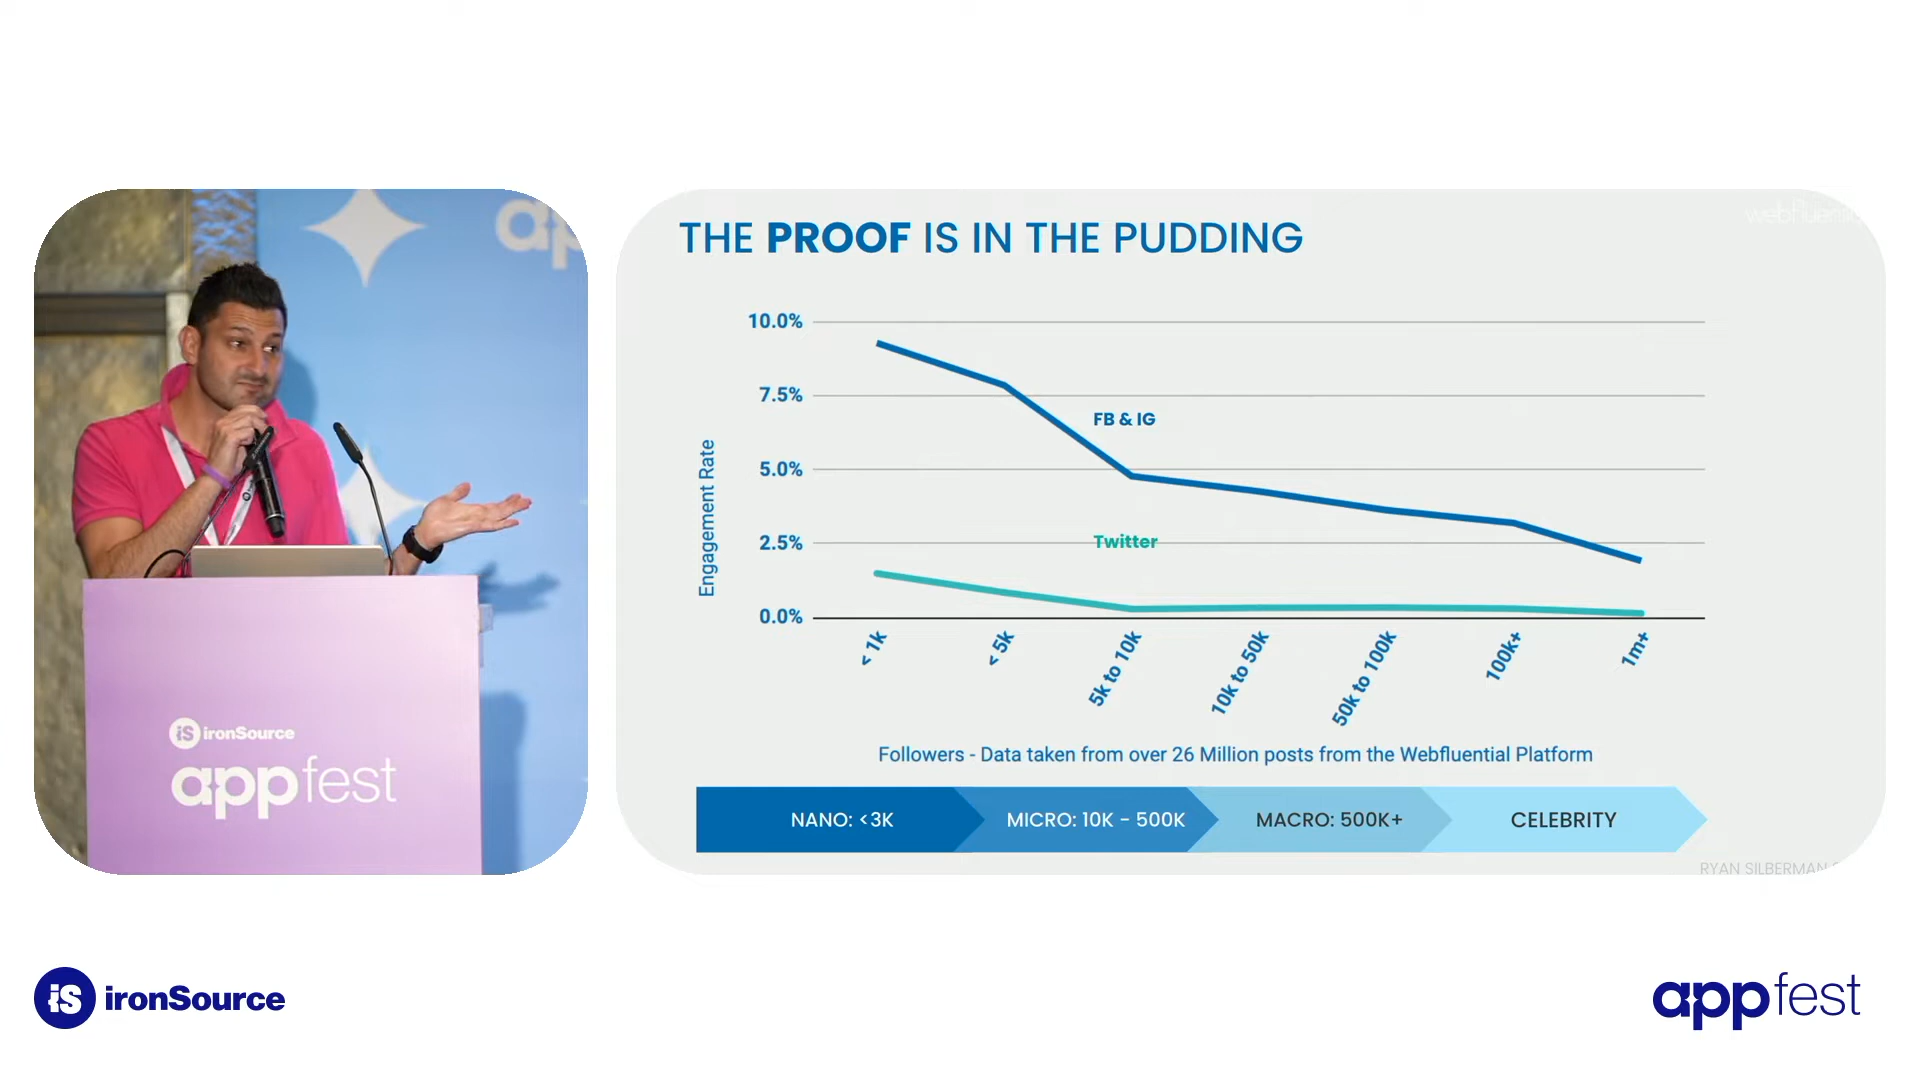 ap
iS ironSource
appfest
THE PROOF IS IN THE PUDDING
10.0%
7.5%
5.0%
2.5%
0.0%
Engagement Rate
FB & IG
Twitter
< 1k
< 5k
5k to 10k
10k to 50k
50k to 100k
100k+
1m+
Followers - Data taken from over 26 Million posts from the Webfluential Platform
NANO: <3K
MICRO: 10K - 500K
MACRO: 500K+
CELEBRITY
RYAN SILBERMAN
iS ironSource
appfest